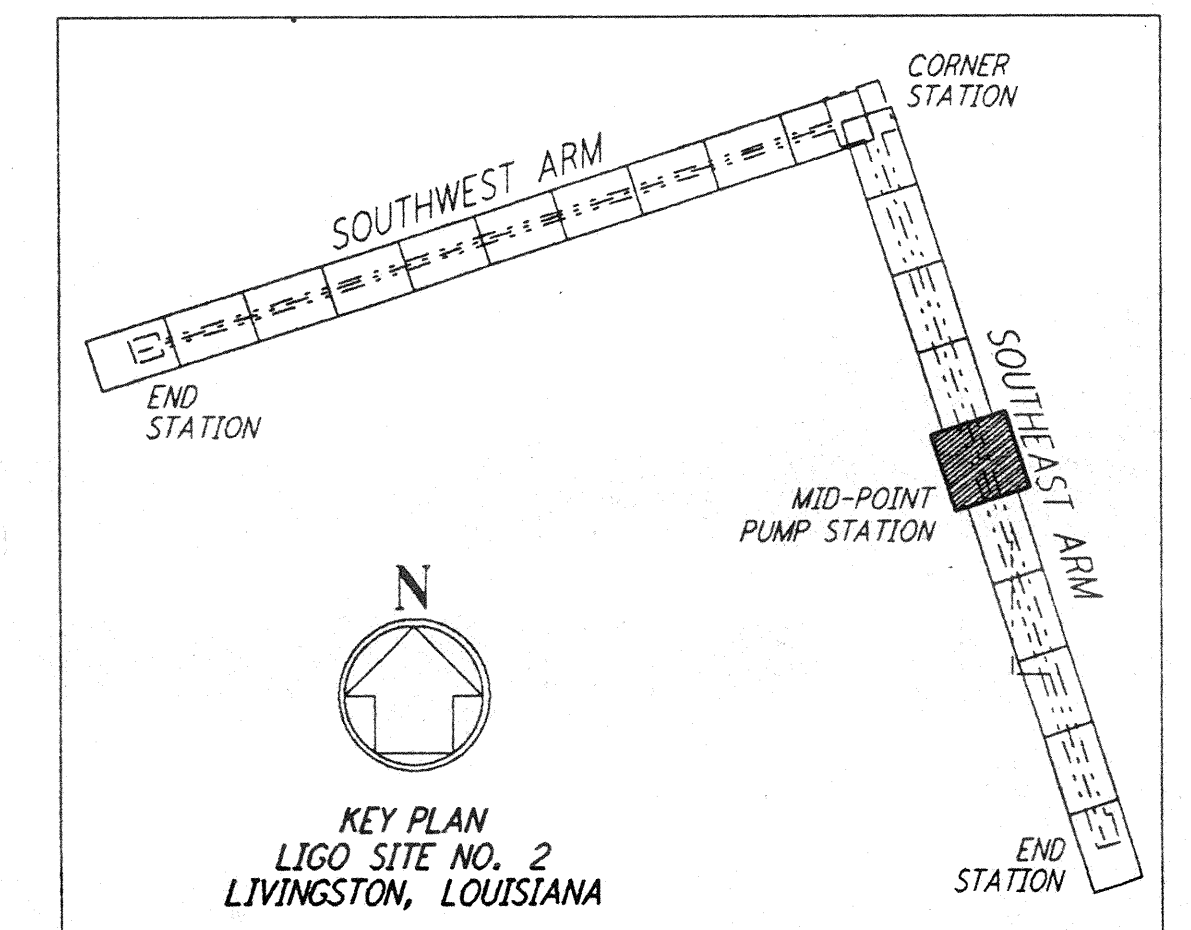 CORNER
STATION
SOUTHWEST ARM
END
STATION
SOUTHEAST ARM
MID-POINT
PUMP STATION
N
KEY PLAN
LIGO SITE NO. 2
LIVINGSTON, LOUISIANA
END
STATION